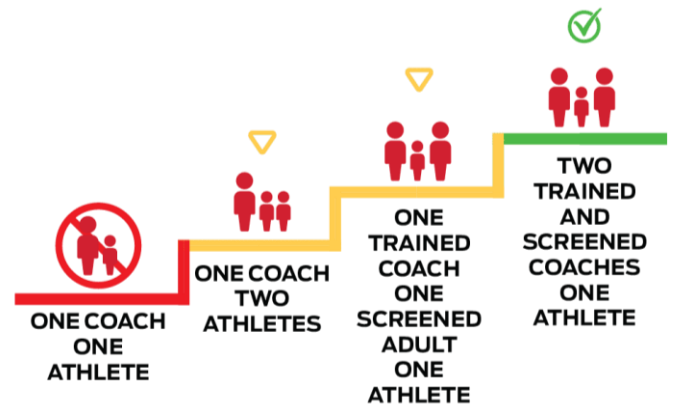 ONE COACH
ONE
ATHLETE
ONE COACH
TWO
ATHLETES
ONE
TRAINED
COACH
ONE
SCREENED
ADULT
ONE
ATHLETE
TWO
TRAINED
AND
SCREENED
COACHES
ONE
ATHLETE